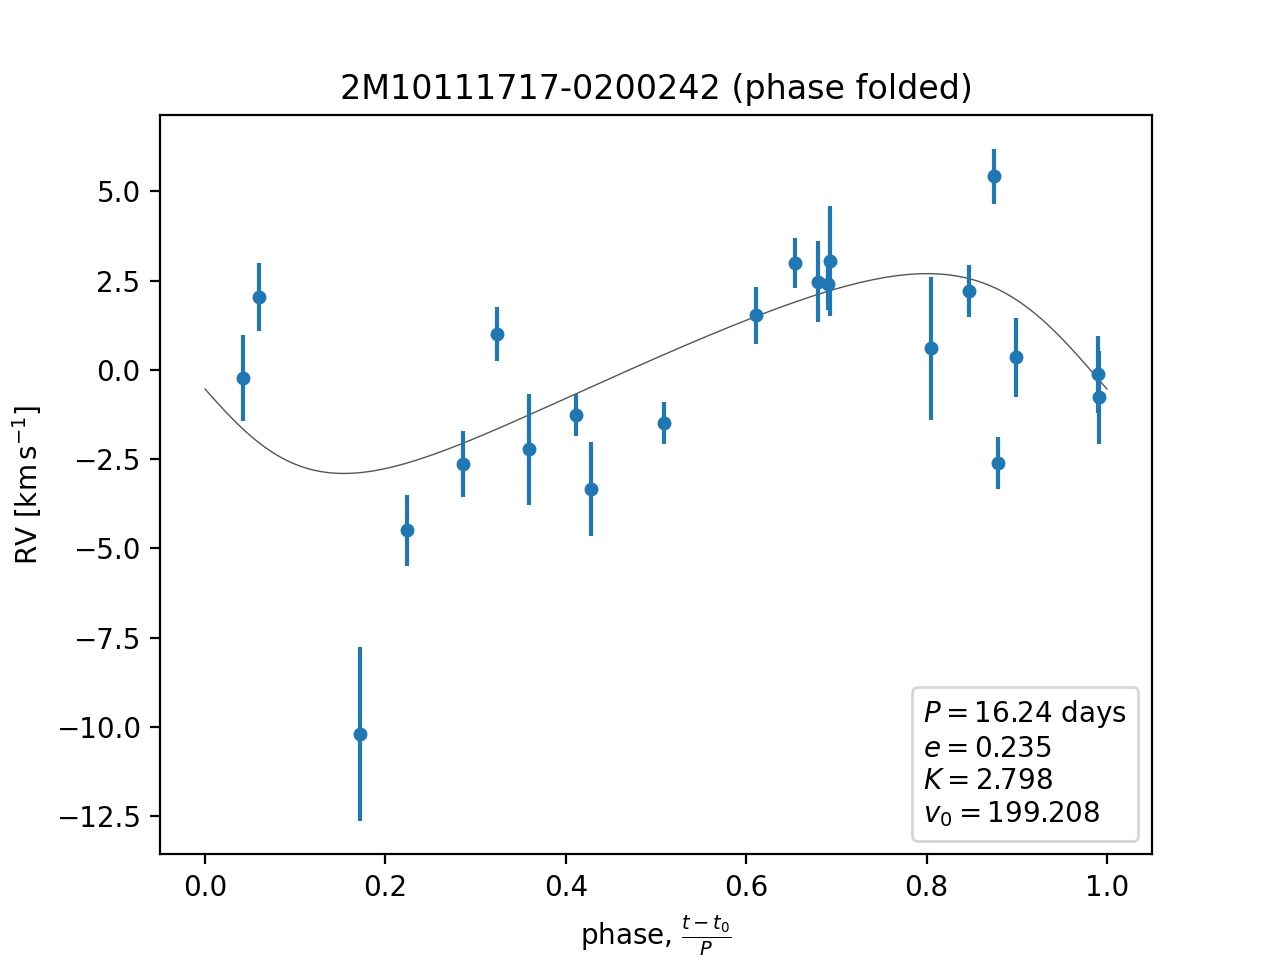 2M10111717-0200242 (phase folded)
RV [km s⁻¹]
5.0
2.5
0.0
−2.5
−5.0
−7.5
−10.0
−12.5
P = 16.24 days
e = 0.235
K = 2.798
v₀ = 199.208
0.0 0.2 0.4 0.6 0.8 1.0
phase, (t − t₀)/P